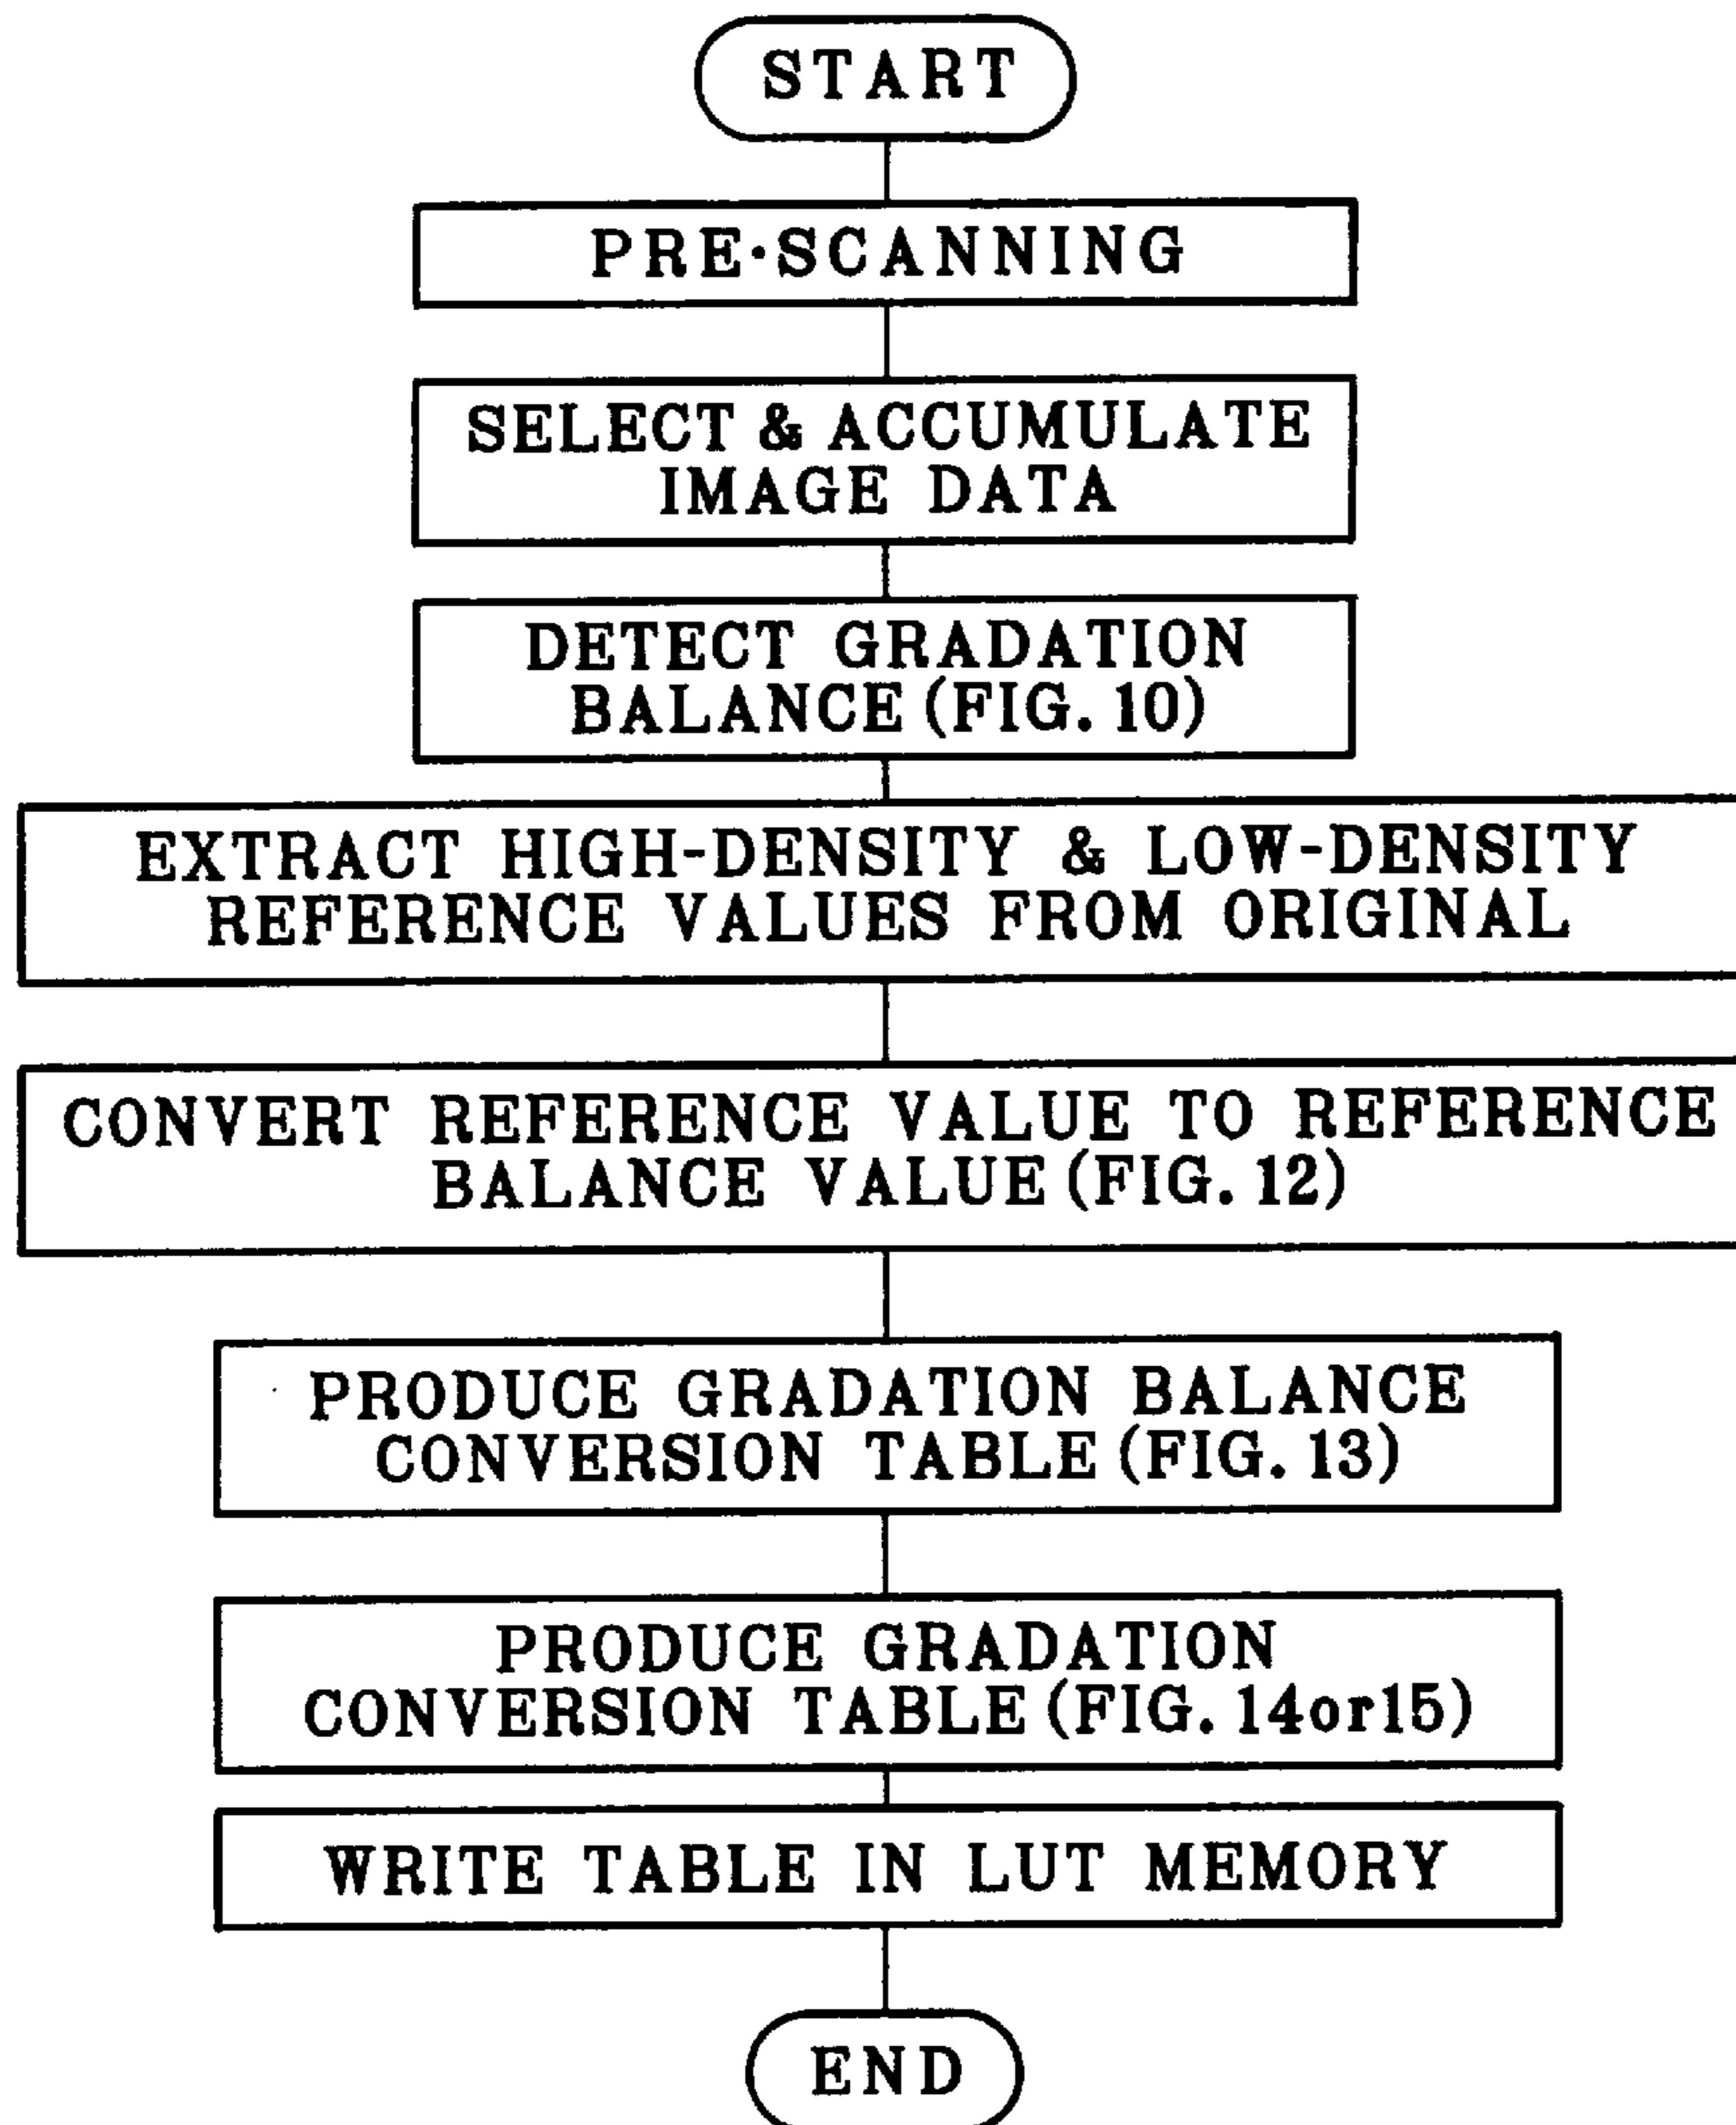 START
PRE·SCANNING
SELECT & ACCUMULATE
IMAGE DATA
DETECT GRADATION
BALANCE (FIG. 10)
EXTRACT HIGH-DENSITY & LOW-DENSITY
REFERENCE VALUES FROM ORIGINAL
CONVERT REFERENCE VALUE TO REFERENCE
BALANCE VALUE (FIG. 12)
PRODUCE GRADATION BALANCE
CONVERSION TABLE (FIG. 13)
PRODUCE GRADATION
CONVERSION TABLE (FIG. 14or15)
WRITE TABLE IN LUT MEMORY
END